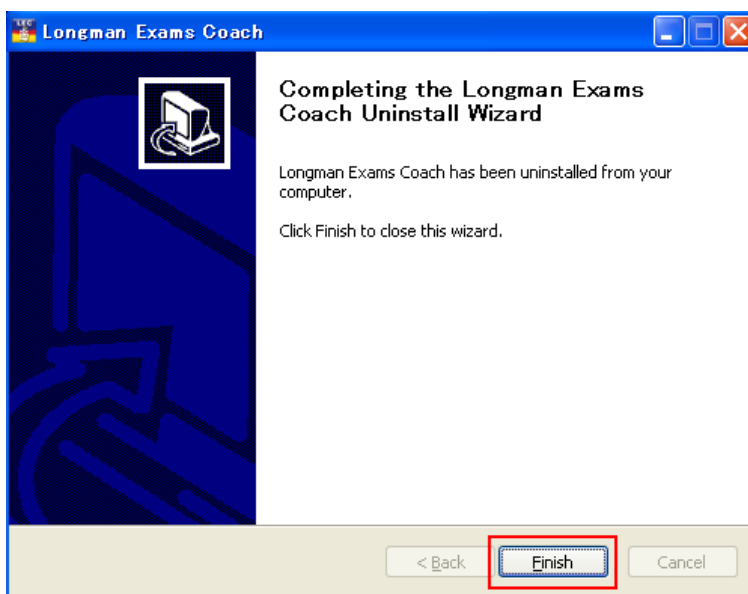 LEC
Longman Exams Coach
Completing the Longman Exams
Coach Uninstall Wizard
Longman Exams Coach has been uninstalled from your
computer.
Click Finish to close this wizard.
< Back
Finish
Cancel